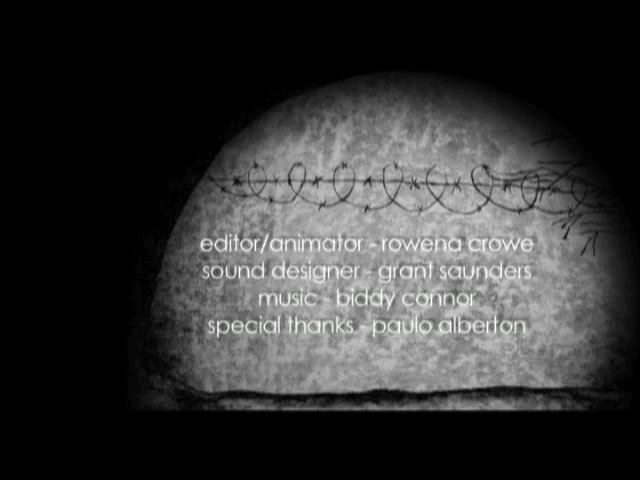 editor/animator - rowena crowe
sound designer - grant saunders
music - biddy connor
special thanks - paulo alberton